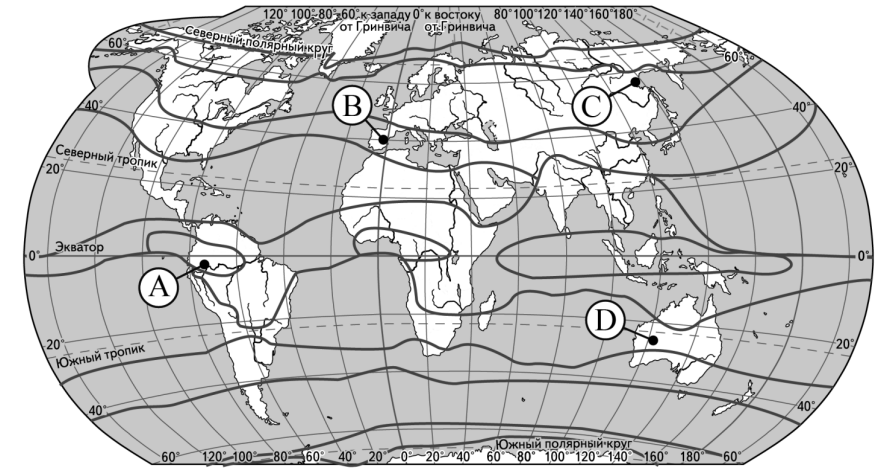 120° 100° 80° 60° к западу 0° к востоку 80° 100° 120° 140° 160° 180°
от Гринвича от Гринвича
Северный полярный круг
60° 60°
B C
40° 40°
Северный тропик
20° 20°
Экватор
0° 0°
A
D
20° 20°
Южный тропик
40° 40°
Южный полярный круг
60° 120° 100° 80° 60° 40° 20° 0° 20° 40° 60° 80° 100° 120° 140° 160° 180° 60°